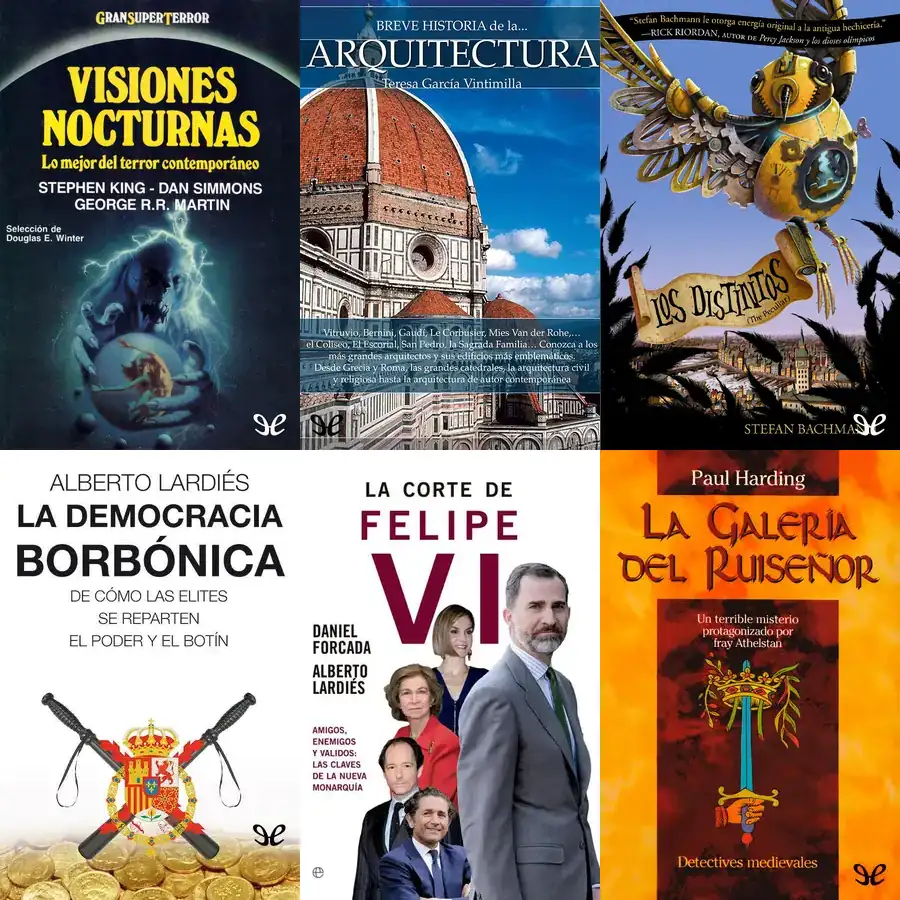 GRANSUPERTERROR
VISIONES
NOCTURNAS
Lo mejor del terror contemporáneo
STEPHEN KING - DAN SIMMONS
GEORGE R.R. MARTIN
Selección de
Douglas E. Winter
BREVE HISTORIA de la...
ARQUITECTURA
Teresa García Vintimilla
Vitruvio, Bernini, Gaudí, Le Corbusier, Mies Van der Rohe,…
el Coliseo, El Escorial, San Pedro, la Sagrada Familia… Conozca a los
más grandes arquitectos y sus edificios más emblemáticos.
Desde Grecia y Roma, las grandes catedrales, la arquitectura civil
y religiosa hasta la arquitectura de autor contemporánea
"Stefan Bachmann le otorga energía original a la antigua hechicería."
—RICK RIORDAN, AUTOR DE Percy Jackson y los dioses olímpicos
LOS DISTINTOS
(The Peculiar)
STEFAN BACHMA
ALBERTO LARDIÉS
LA DEMOCRACIA
BORBÓNICA
DE CÓMO LAS ELITES
SE REPARTEN
EL PODER Y EL BOTÍN
LA CORTE DE
FELIPE
VI
DANIEL
FORCADA
ALBERTO
LARDIÉS
AMIGOS,
ENEMIGOS
Y VALIDOS:
LAS CLAVES
DE LA NUEVA
MONARQUÍA
Paul Harding
LA GALERÍA
DEL RUISEÑOR
Un terrible misterio
protagonizado por
fray Athelstan
Detectives medievales